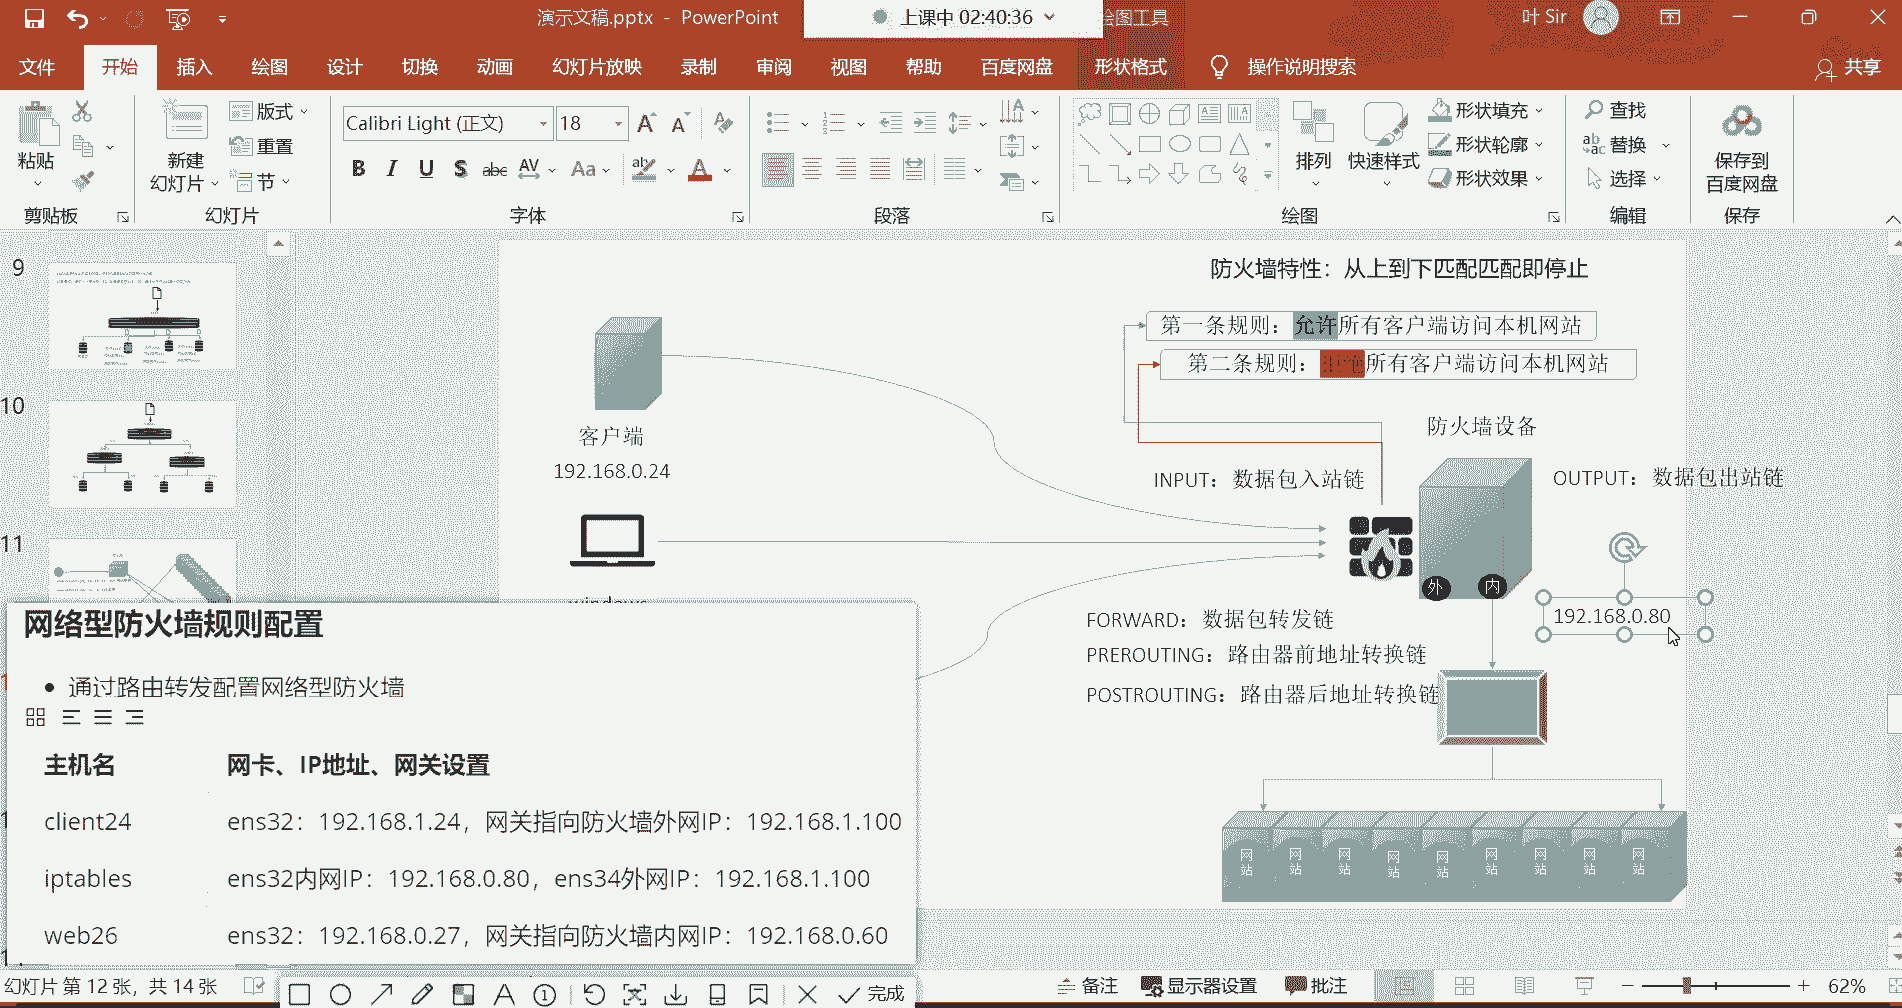 演示文稿.pptx - PowerPoint
上课中 02:40:36
绘图工具
叶 Sir
文件 开始 插入 绘图 设计 切换 动画 幻灯片放映 录制 审阅 视图 帮助 百度网盘 形状格式 操作说明搜索 共享
粘贴
新建
幻灯片
版式
重置
节
Calibri Light (正文) 18
B I U S abc AV Aa A
排列
快速样式
形状填充
形状轮廓
形状效果
查找
替换
选择
保存到
百度网盘
剪贴板 幻灯片 字体 段落 绘图 编辑 保存
9
10
11
防火墙特性：从上到下匹配匹配即停止
第一条规则：允许所有客户端访问本机网站
第二条规则：拒绝所有客户端访问本机网站
客户端
192.168.0.24
防火墙设备
INPUT：数据包入站链
OUTPUT：数据包出站链
外 内
192.168.0.80
FORWARD：数据包转发链
PREROUTING：路由器前地址转换链
POSTROUTING：路由器后地址转换链
网站 网站 网站 网站 网站 网站 网站 网站 网站
网络型防火墙规则配置
• 通过路由转发配置网络型防火墙
主机名 网卡、IP地址、网关设置
client24 ens32：192.168.1.24，网关指向防火墙外网IP：192.168.1.100
iptables ens32内网IP：192.168.0.80，ens34外网IP：192.168.1.100
web26 ens32：192.168.0.27，网关指向防火墙内网IP：192.168.0.60
幻灯片 第 12 张，共 14 张
完成
备注 显示器设置 批注
62%